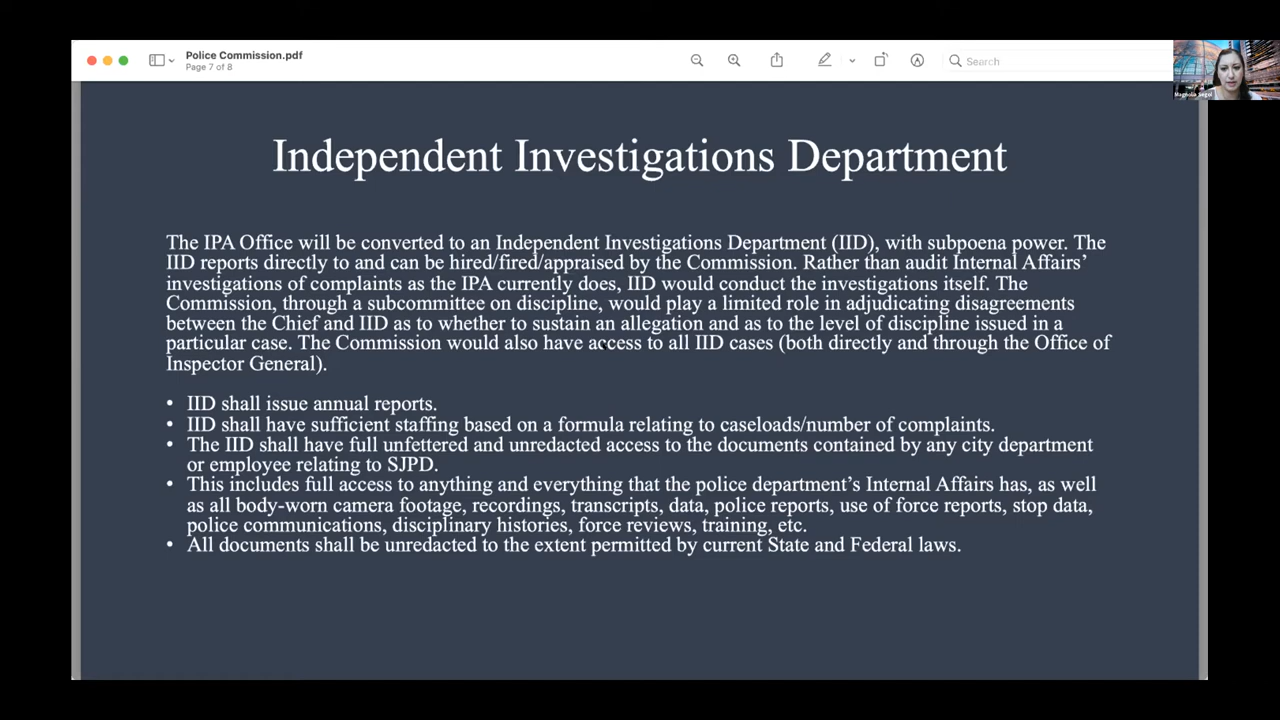 Police Commission.pdf
Page 7 of 8
Search
Magnolia Segol
Independent Investigations Department
The IPA Office will be converted to an Independent Investigations Department (IID), with subpoena power. The
IID reports directly to and can be hired/fired/appraised by the Commission. Rather than audit Internal Affairs'
investigations of complaints as the IPA currently does, IID would conduct the investigations itself. The
Commission, through a subcommittee on discipline, would play a limited role in adjudicating disagreements
between the Chief and IID as to whether to sustain an allegation and as to the level of discipline issued in a
particular case. The Commission would also have access to all IID cases (both directly and through the Office of
Inspector General).
• IID shall issue annual reports.
• IID shall have sufficient staffing based on a formula relating to caseloads/number of complaints.
• The IID shall have full unfettered and unredacted access to the documents contained by any city department
or employee relating to SJPD.
• This includes full access to anything and everything that the police department's Internal Affairs has, as well
as all body-worn camera footage, recordings, transcripts, data, police reports, use of force reports, stop data,
police communications, disciplinary histories, force reviews, training, etc.
• All documents shall be unredacted to the extent permitted by current State and Federal laws.